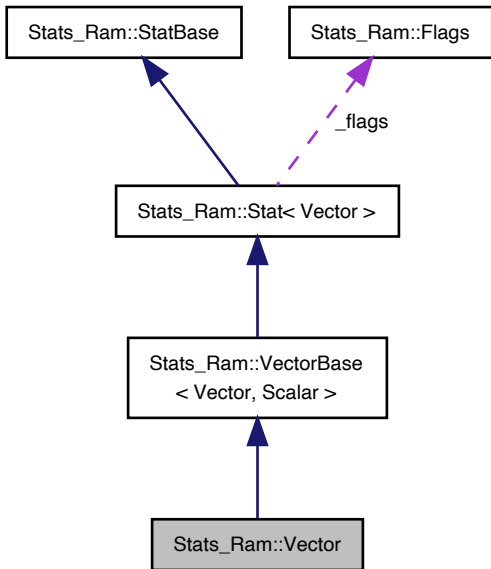 Stats_Ram::StatBase
Stats_Ram::Flags
_flags
Stats_Ram::Stat< Vector >
Stats_Ram::VectorBase
< Vector, Scalar >
Stats_Ram::Vector